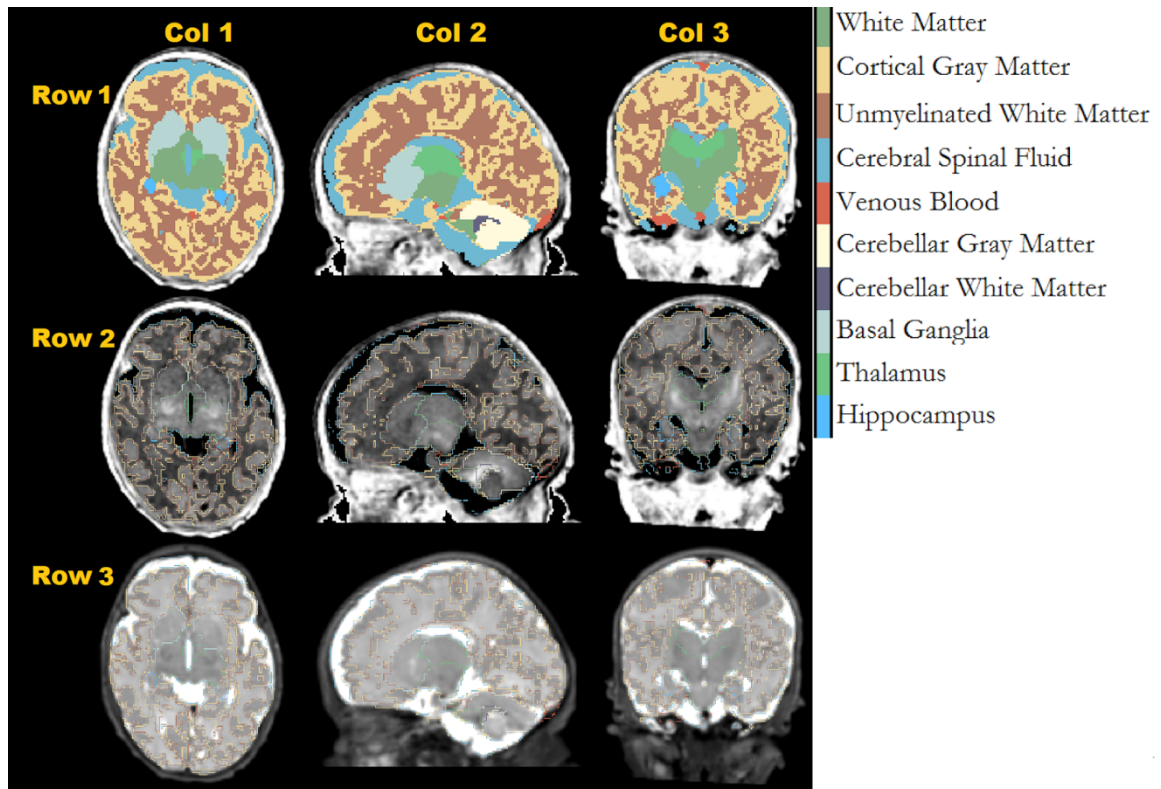 Col 1 Col 2 Col 3
Row 1
Row 2
Row 3
White Matter
Cortical Gray Matter
Unmyelinated White Matter
Cerebral Spinal Fluid
Venous Blood
Cerebellar Gray Matter
Cerebellar White Matter
Basal Ganglia
Thalamus
Hippocampus